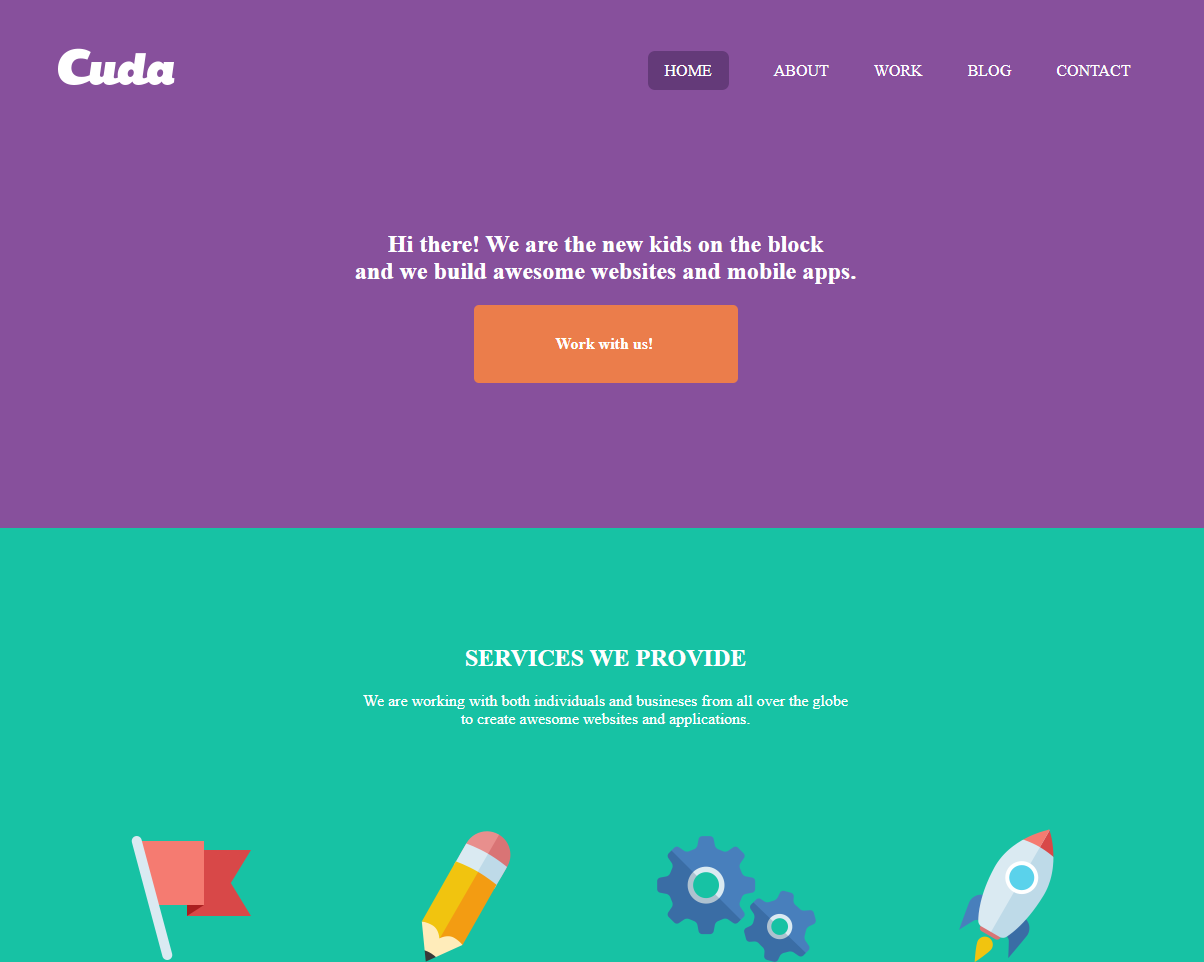 Cuda
HOME ABOUT WORK BLOG CONTACT
Hi there! We are the new kids on the block
and we build awesome websites and mobile apps.
Work with us!
SERVICES WE PROVIDE
We are working with both individuals and busineses from all over the globe
to create awesome websites and applications.